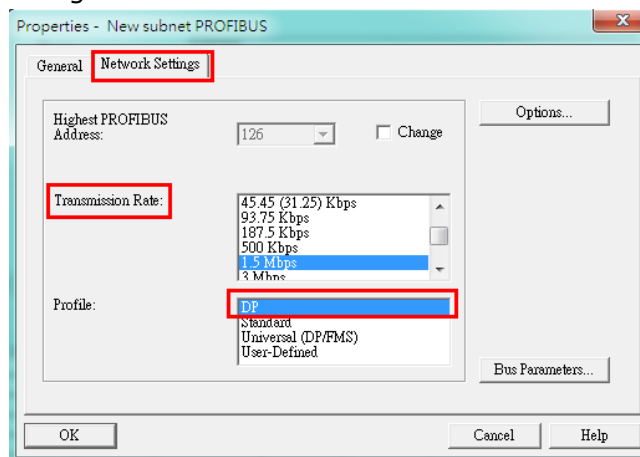 Properties - New subnet PROFIBUS
General Network Settings
Highest PROFIBUS
Address:
126
Change
Options...
Transmission Rate:
45.45 (31.25) Kbps
93.75 Kbps
187.5 Kbps
500 Kbps
1.5 Mbps
3 Mbps
Profile:
DP
Standard
Universal (DP/FMS)
User-Defined
Bus Parameters...
OK Cancel Help